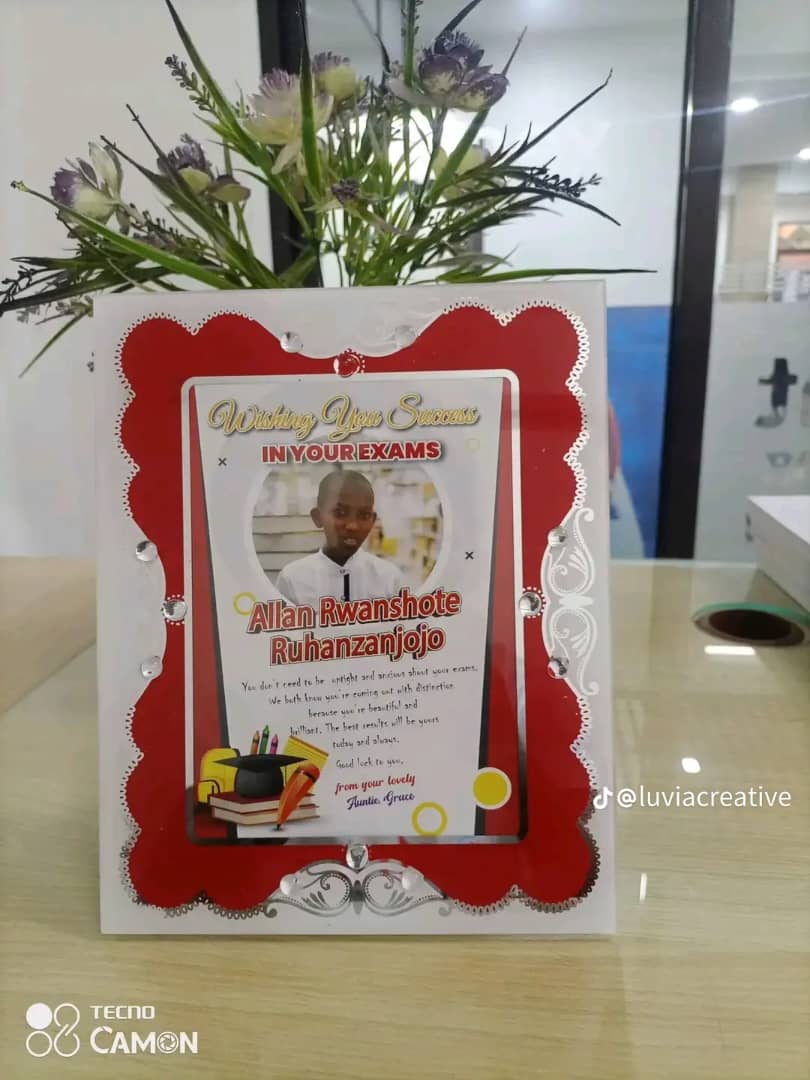 Wishing You Success
IN YOUR EXAMS
Allan Rwanshote
Ruhanzanjojo
You don't need to be uptight and anxious about your exams.
We both know you're coming out with distinction
because you're beautiful and
brilliant. The best results will be yours
today and always.
Good luck to you.
from your lovely
Auntie, Grace
@luviacreative
TECNO
CAMON